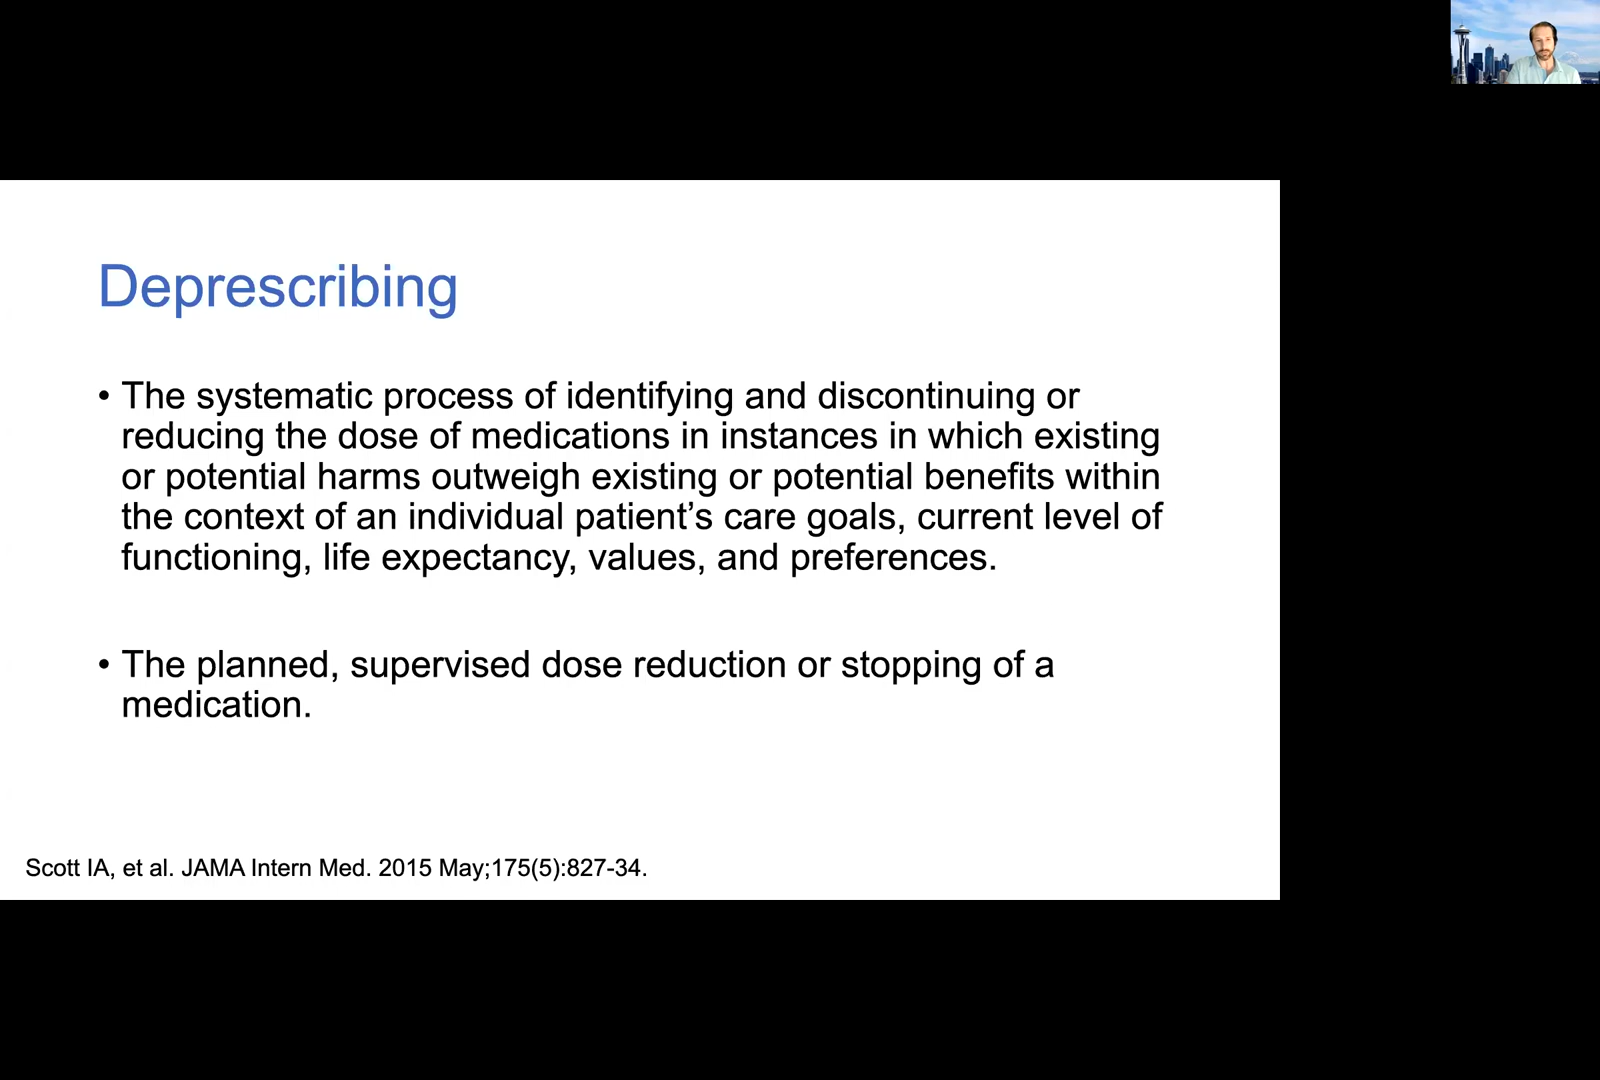 Deprescribing
• The systematic process of identifying and discontinuing or
reducing the dose of medications in instances in which existing
or potential harms outweigh existing or potential benefits within
the context of an individual patient’s care goals, current level of
functioning, life expectancy, values, and preferences.
• The planned, supervised dose reduction or stopping of a
medication.
Scott IA, et al. JAMA Intern Med. 2015 May;175(5):827-34.